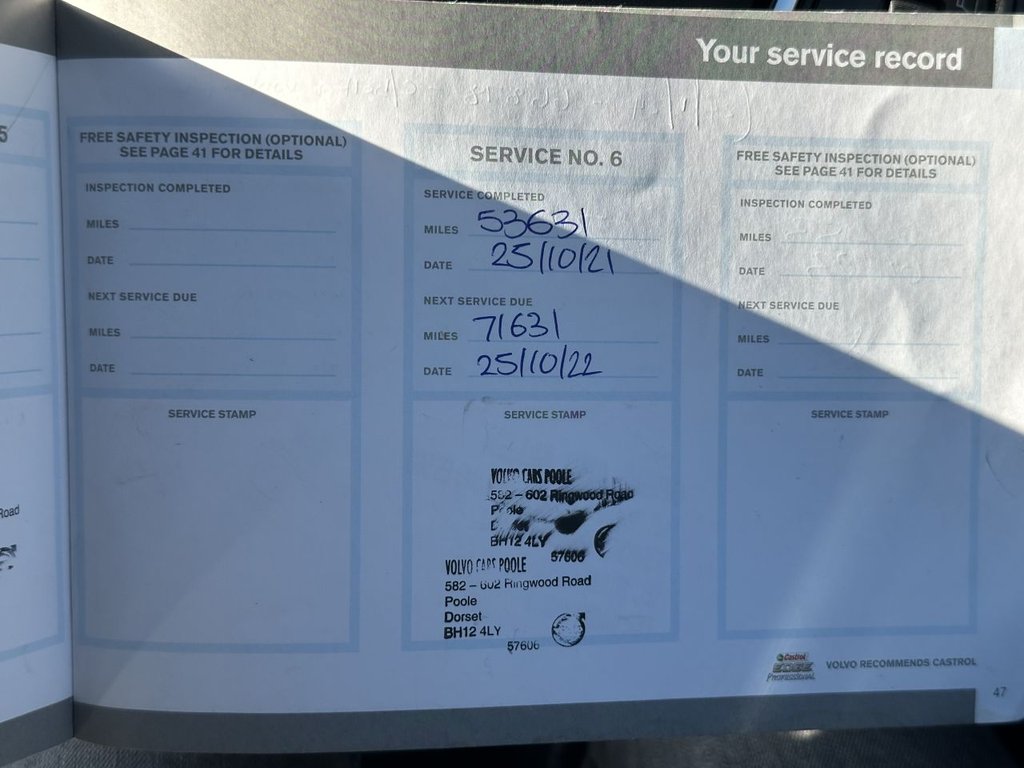 Your service record
5
FREE SAFETY INSPECTION (OPTIONAL)
SEE PAGE 41 FOR DETAILS
INSPECTION COMPLETED
MILES
DATE
NEXT SERVICE DUE
MILES
DATE
SERVICE STAMP
Road
SERVICE NO. 6
SERVICE COMPLETED
MILES 53631
DATE 25/10/21
NEXT SERVICE DUE
MILES 71631
DATE 25/10/22
SERVICE STAMP
VOLVO CARS POOLE
582 – 602 Ringwood Road
Poole
Dorset
BH12 4LY
57606
VOLVO CARS POOLE
582 – 602 Ringwood Road
Poole
Dorset
BH12 4LY
57606
FREE SAFETY INSPECTION (OPTIONAL)
SEE PAGE 41 FOR DETAILS
INSPECTION COMPLETED
MILES
DATE
NEXT SERVICE DUE
MILES
DATE
SERVICE STAMP
Castrol
EDGE
Professional
VOLVO RECOMMENDS CASTROL
47